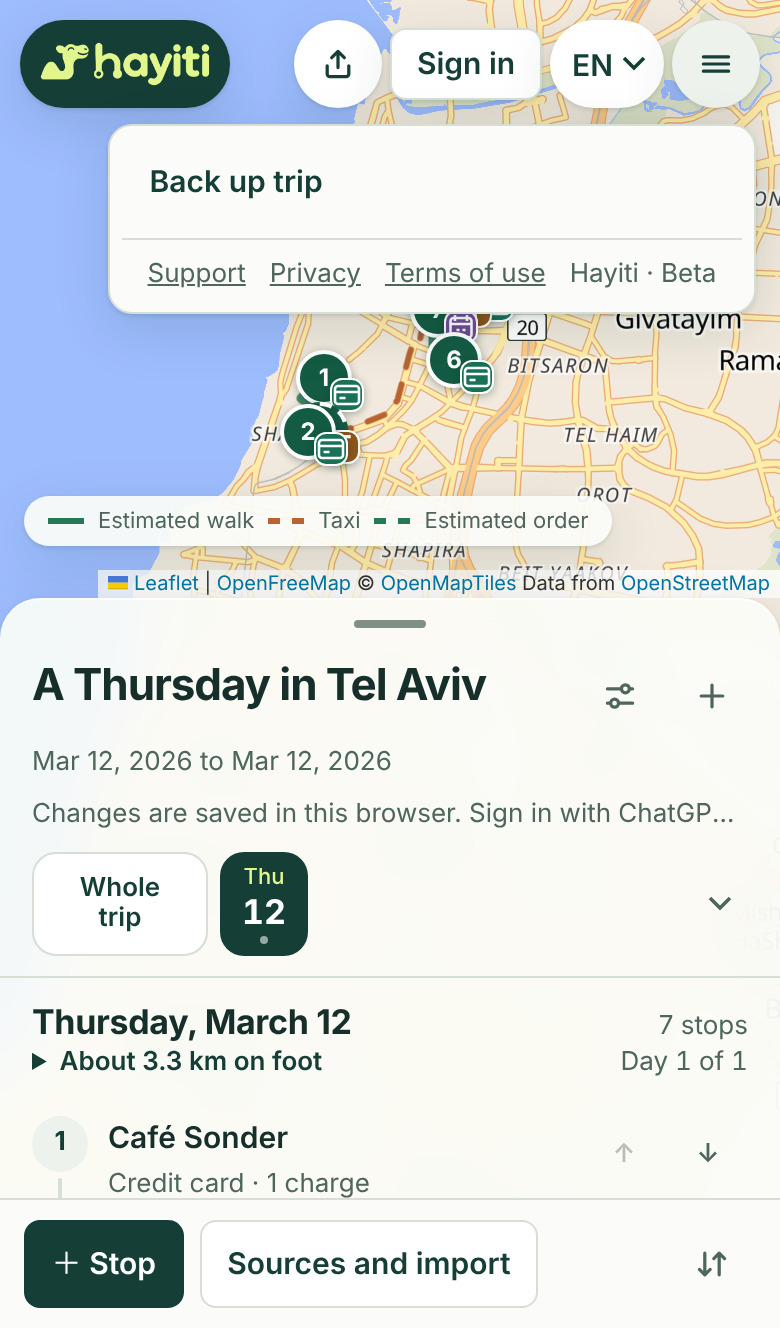 hayiti
Sign in
EN
Back up trip
Support Privacy Terms of use Hayiti · Beta
20
Givatayim
6
BITSARON
Rama
1
2
SH
TEL HAIM
OROT
Estimated walk Taxi Estimated order
SHAPIRA
BEIT YAAKOV
Leaflet | OpenFreeMap © OpenMapTiles Data from OpenStreetMap
A Thursday in Tel Aviv
Mar 12, 2026 to Mar 12, 2026
Changes are saved in this browser. Sign in with ChatGP...
Whole
trip
Thu
12
Thursday, March 12
7 stops
About 3.3 km on foot
Day 1 of 1
1
Café Sonder
Credit card · 1 charge
+ Stop
Sources and import